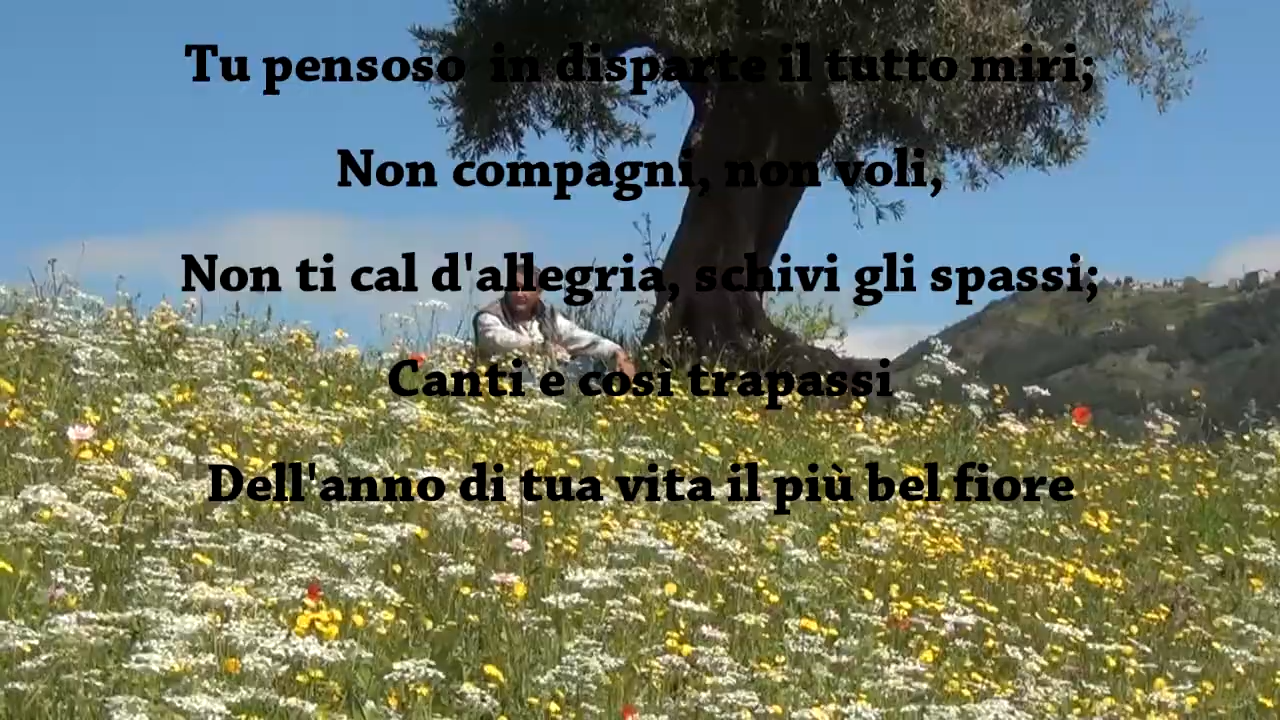 Tu pensoso in disparte il tutto miri;
Non compagni, non voli,
Non ti cal d'allegria, schivi gli spassi;
Canti e così trapassi
Dell'anno di tua vita il più bel fiore